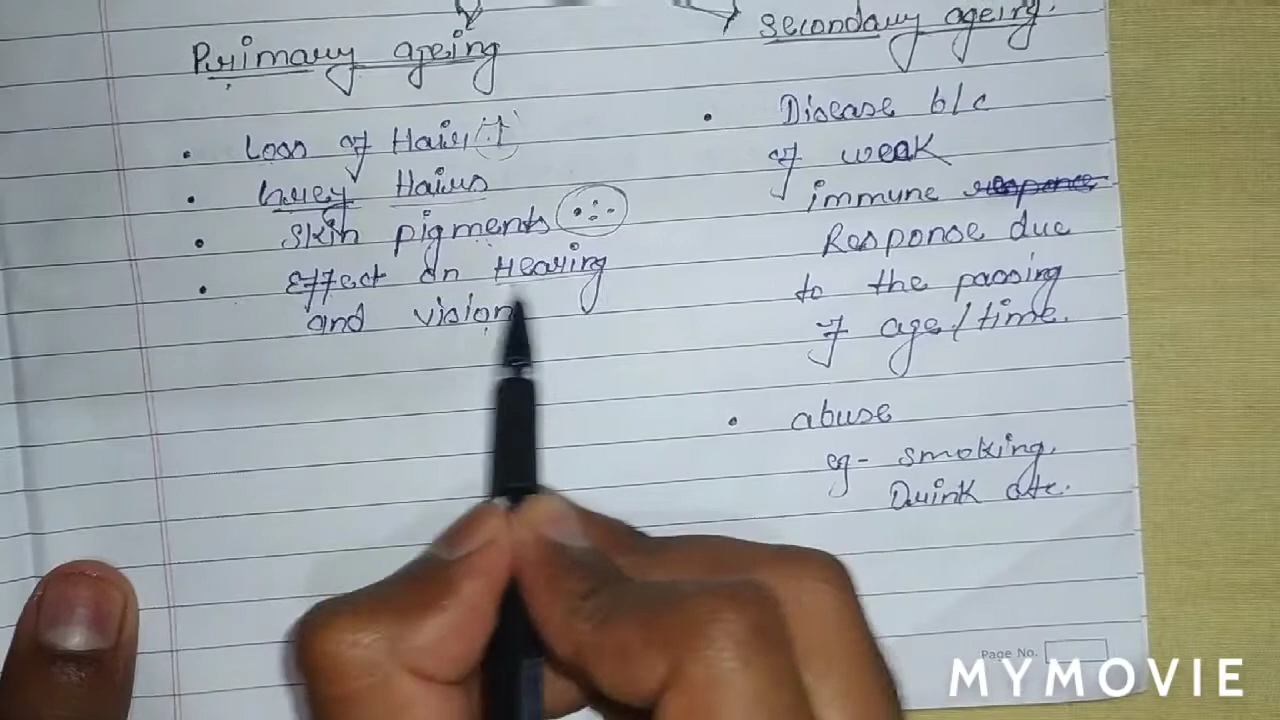 Primary ageing
Loss of Hair
Grey Hairs
Skin pigments
Effect on Hearing
and vision
Secondary ageing.
Disease b/c
of weak
immune response
Response due
to the passing
of age/time.
abuse
eg- smoking,
Drink etc.
Page No.
MYMOVIE